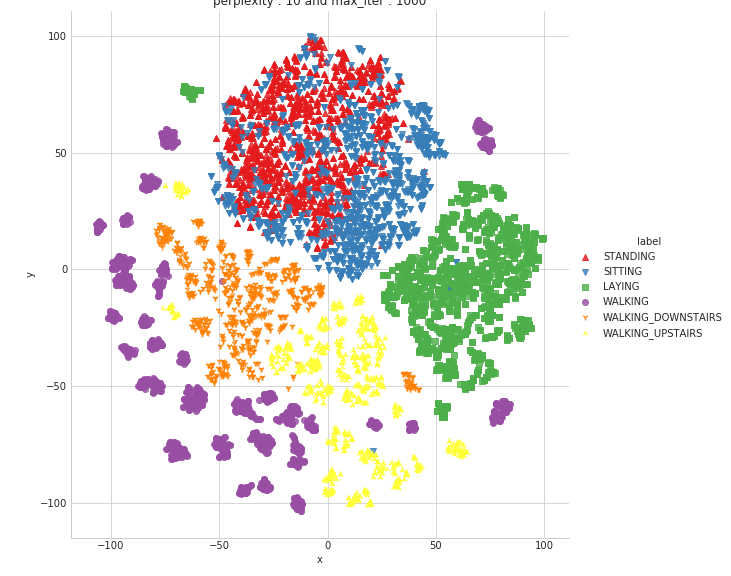 perplexity : 10 and max_iter : 1000
100
50
0
−50
−100
y
−100
−50
0
50
100
x
label
STANDING
SITTING
LAYING
WALKING
WALKING_DOWNSTAIRS
WALKING_UPSTAIRS